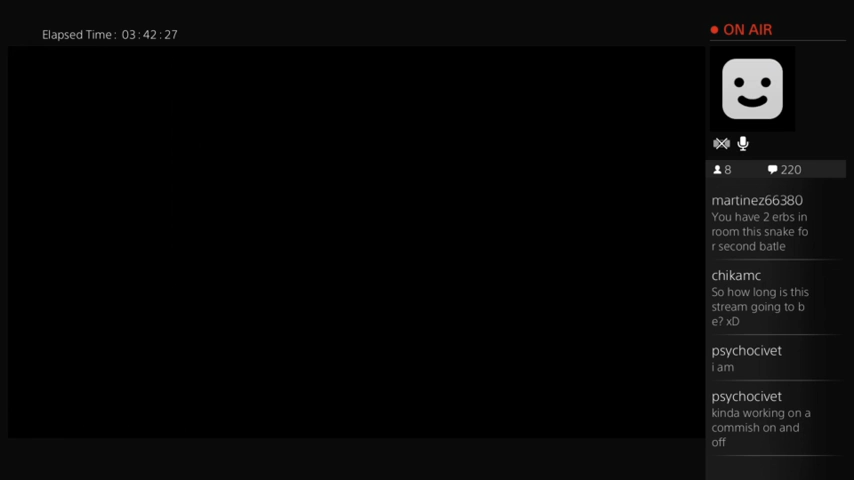 Elapsed Time: 03:42:27
ON AIR
8 220
martinez66380
You have 2 erbs in
room this snake fo
r second batle
chikamc
So how long is this
stream going to b
e? xD
psychocivet
i am
psychocivet
kinda working on a
commish on and
off